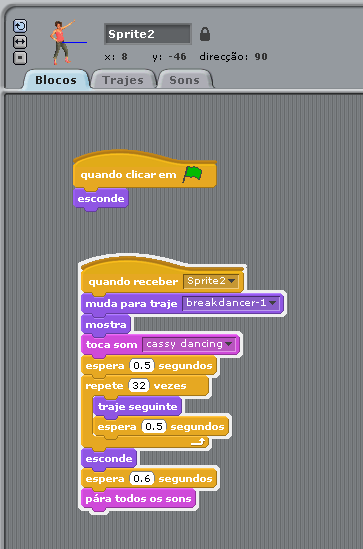 Sprite2
x: 8 y: -46 direcção: 90
Blocos Trajes Sons
quando clicar em
esconde
quando receber Sprite2
muda para traje breakdancer-1
mostra
toca som cassy dancing
espera 0.5 segundos
repete 32 vezes
traje seguinte
espera 0.5 segundos
esconde
espera 0.6 segundos
pára todos os sons